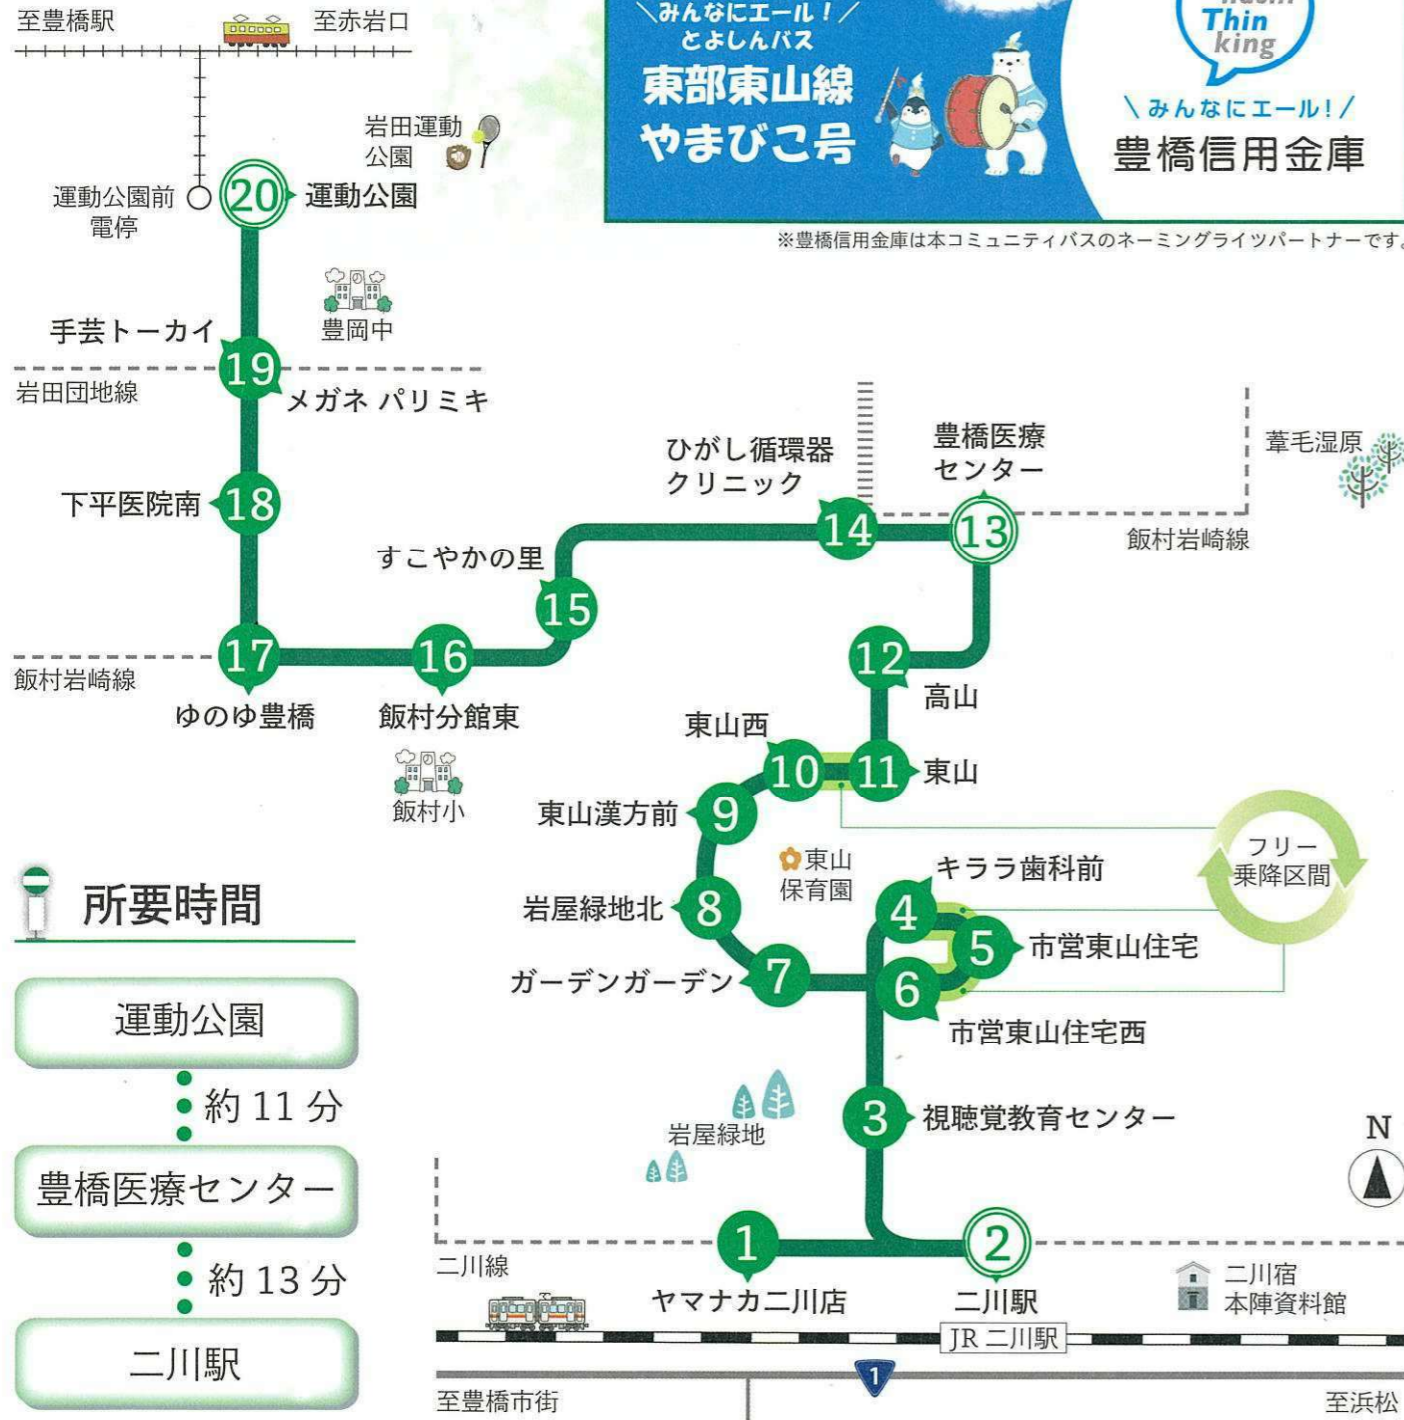 至豊橋駅
至赤岩口
＼みんなにエール！／
とよしんバス
東部東山線
やまびこ号
Thin
king
＼みんなにエール！／
豊橋信用金庫
※豊橋信用金庫は本コミュニティバスのネーミングライツパートナーです。
岩田運動
公園
運動公園前
電停
20
運動公園
豊岡中
手芸トーカイ
19
岩田団地線
メガネ パリミキ
ひがし循環器
クリニック
豊橋医療
センター
葦毛湿原
下平医院南
18
14
13
飯村岩崎線
すこやかの里
15
17
16
12
飯村岩崎線
ゆのゆ豊橋
飯村分館東
高山
東山西
10
11
東山
飯村小
東山漢方前
9
フリー
乗降区間
東山
保育園
キララ歯科前
所要時間
岩屋緑地北
8
4
5
市営東山住宅
ガーデンガーデン
7
6
市営東山住宅西
運動公園
約 11 分
豊橋医療センター
約 13 分
二川駅
3
視聴覚教育センター
岩屋緑地
N
1
2
二川線
ヤマナカ二川店
二川駅
二川宿
本陣資料館
JR 二川駅
1
至豊橋市街
至浜松